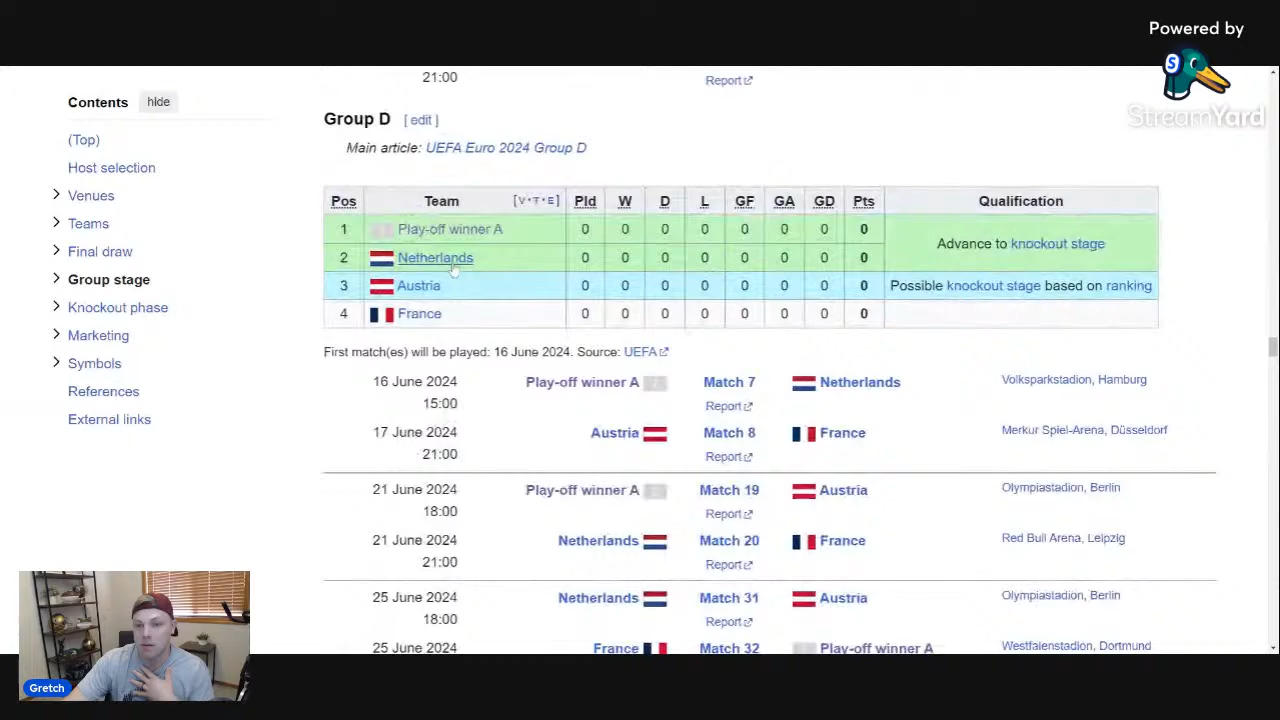 Powered by
StreamYard
21:00
Report
Contents hide
(Top)
Host selection
Venues
Teams
Final draw
Group stage
Knockout phase
Marketing
Symbols
References
External links
Group D [ edit ]
Main article: UEFA Euro 2024 Group D
Pos Team [V·T·E] Pld W D L GF GA GD Pts Qualification
1 Play-off winner A 0 0 0 0 0 0 0 0 Advance to knockout stage
2 Netherlands 0 0 0 0 0 0 0 0
3 Austria 0 0 0 0 0 0 0 0 Possible knockout stage based on ranking
4 France 0 0 0 0 0 0 0 0
First match(es) will be played: 16 June 2024. Source: UEFA
16 June 2024 Play-off winner A Match 7 Netherlands Volksparkstadion, Hamburg
15:00 Report
17 June 2024 Austria Match 8 France Merkur Spiel-Arena, Düsseldorf
21:00 Report
21 June 2024 Play-off winner A Match 19 Austria Olympiastadion, Berlin
18:00 Report
21 June 2024 Netherlands Match 20 France Red Bull Arena, Leipzig
21:00 Report
25 June 2024 Netherlands Match 31 Austria Olympiastadion, Berlin
18:00 Report
25 June 2024 France Match 32 Play-off winner A Westfalenstadion, Dortmund
Gretch